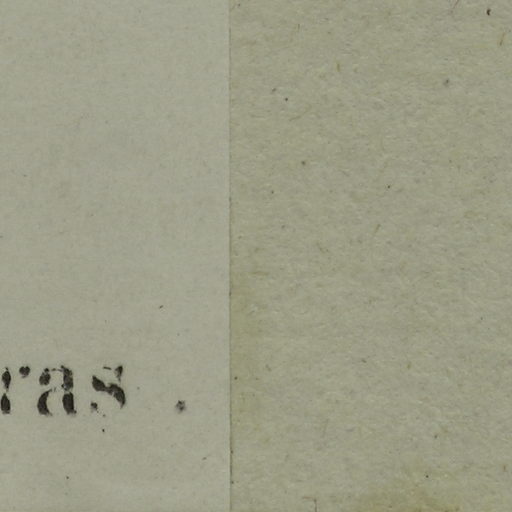 ras .